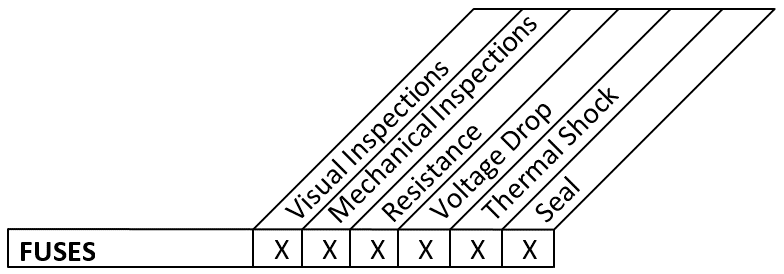 Visual Inspections
Mechanical Inspections
Resistance
Voltage Drop
Thermal Shock
Seal
FUSES X X X X X X